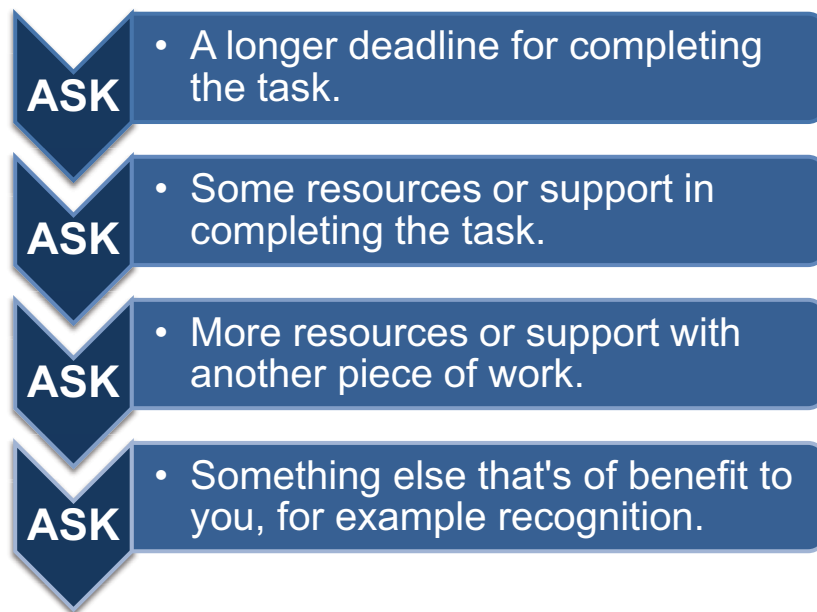 ASK
• A longer deadline for completing
the task.
ASK
• Some resources or support in
completing the task.
ASK
• More resources or support with
another piece of work.
ASK
• Something else that's of benefit to
you, for example recognition.